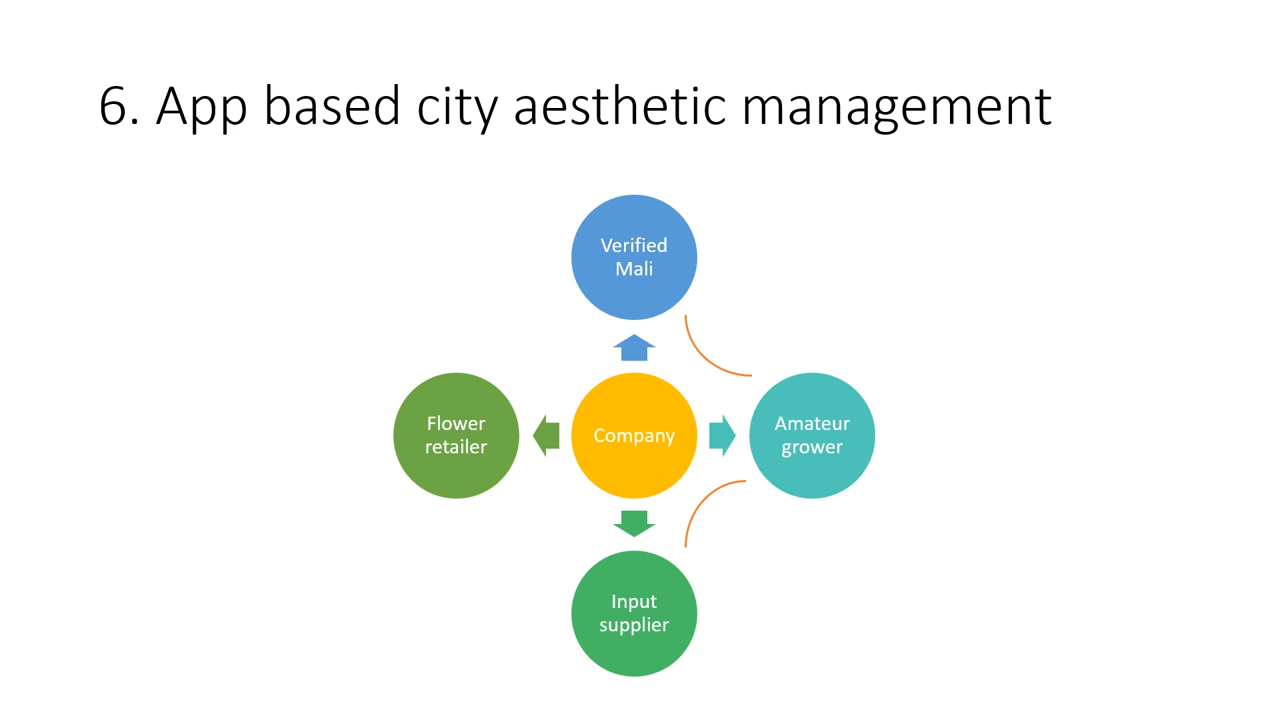 6. App based city aesthetic management
Verified
Mali
Flower
retailer
Company
Amateur
grower
Input
supplier